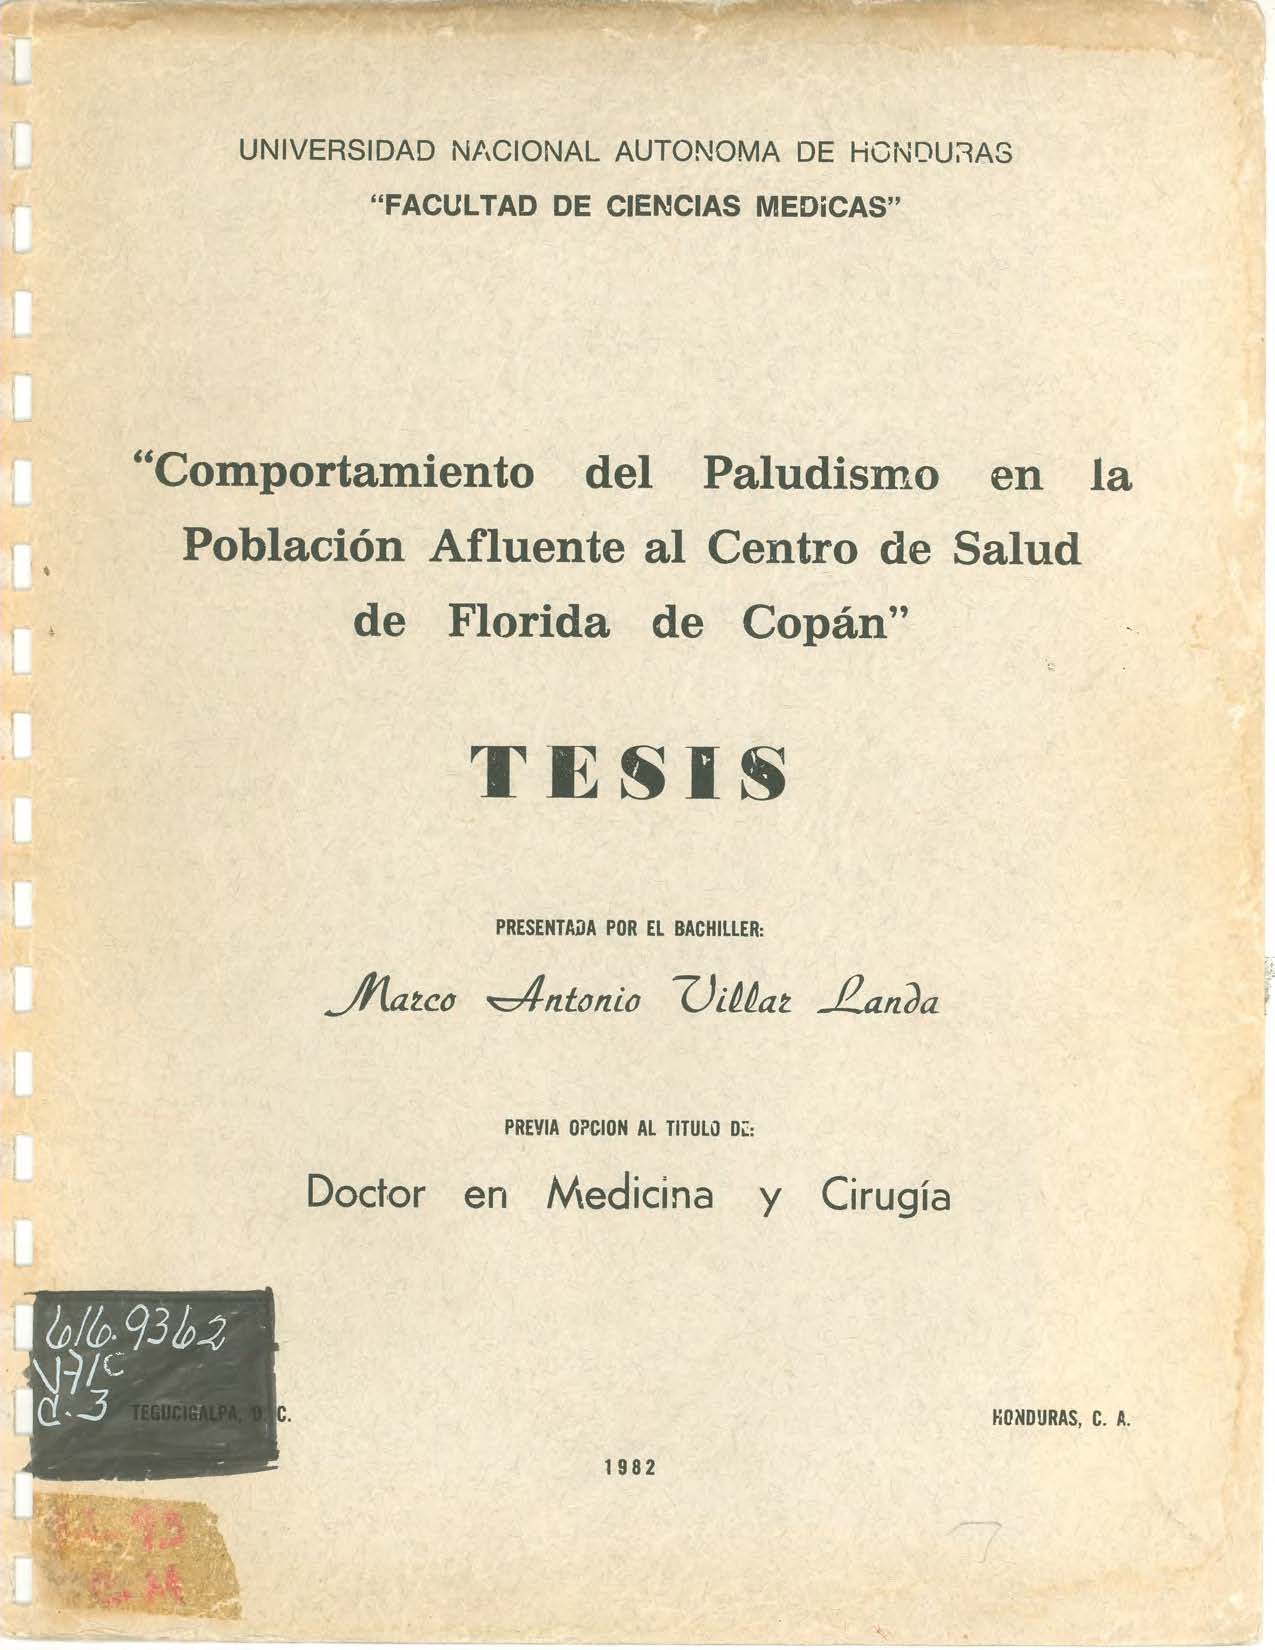 UNIVERSIDAD NACIONAL AUTONOMA DE HONDURAS
"FACULTAD DE CIENCIAS MEDICAS"
"Comportamiento del Paludismo en la
Población Afluente al Centro de Salud
de Florida de Copán"
TESIS
PRESENTADA POR EL BACHILLER:
Marco Antonio Villar Landa
PREVIA OPCION AL TITULO DE:
Doctor en Medicina y Cirugía
616.9362
V71C
C.3
TEGUCIGALPA, D. C.
HONDURAS, C. A.
1982